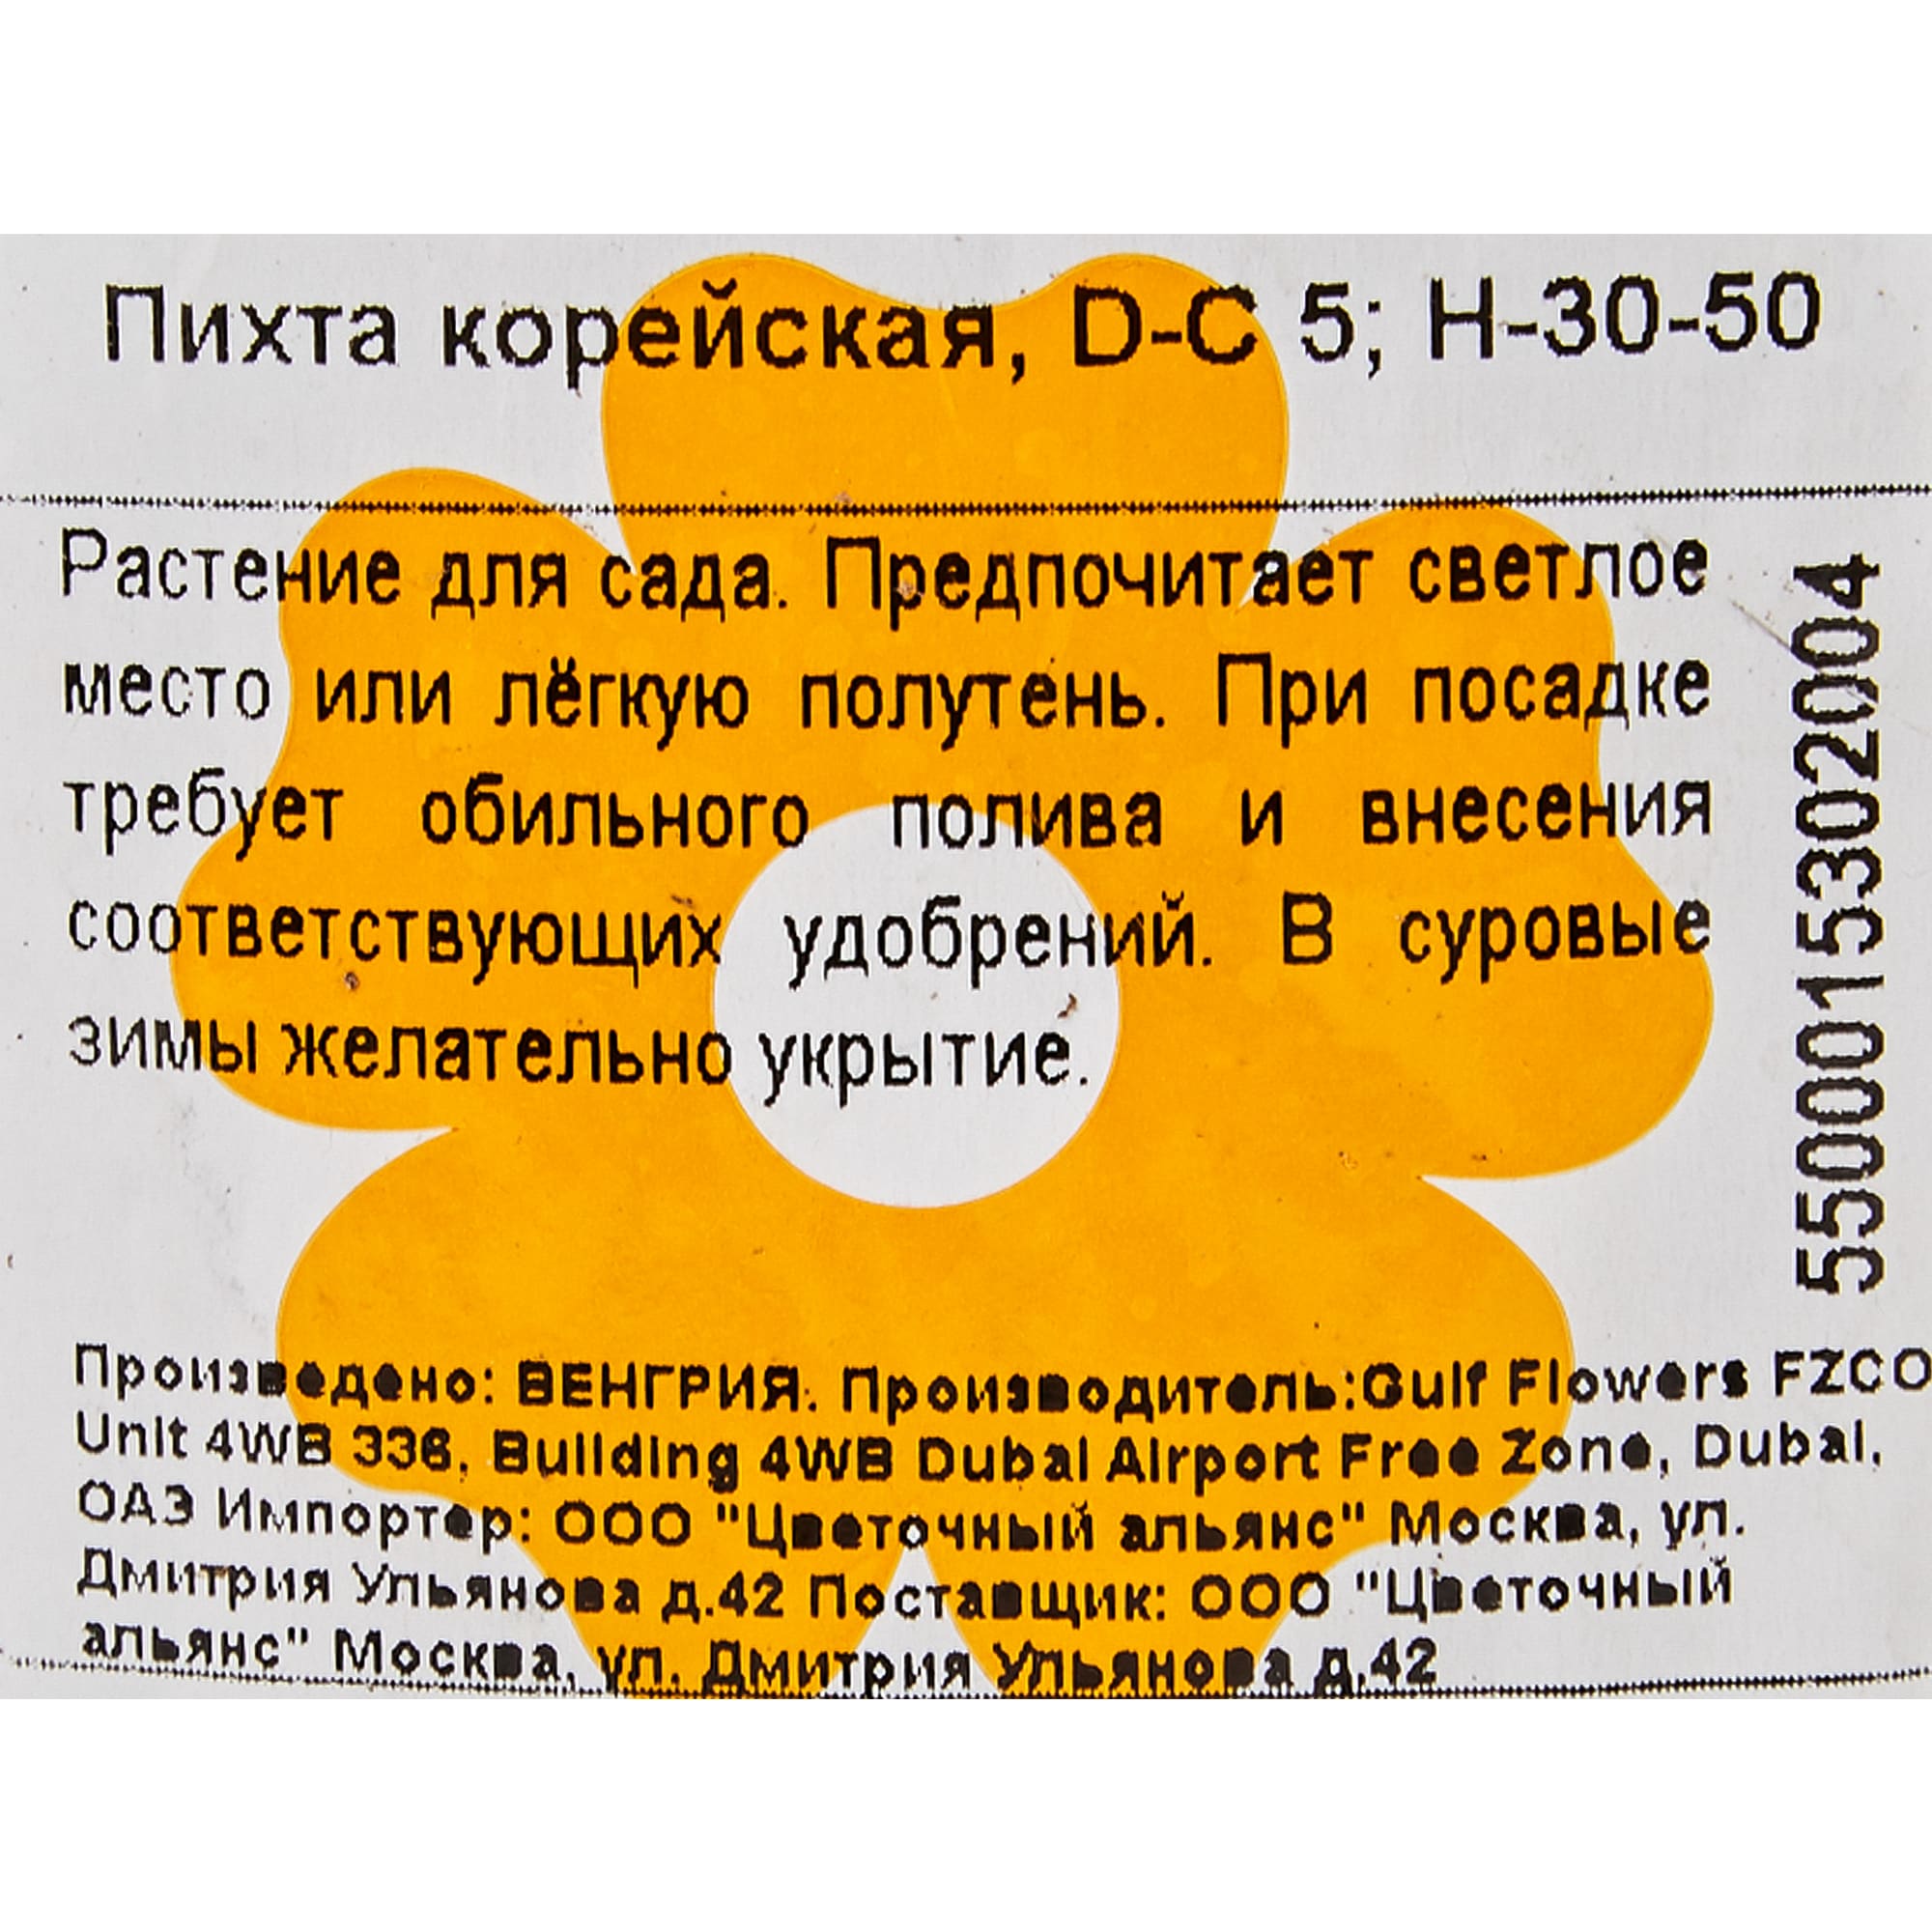 Пихта корейская, D-C 5; H-30-50
Растение для сада. Предпочитает светлое
место или лёгкую полутень. При посадке
требует обильного полива и внесения
соответствующих удобрений. В суровые
зимы желательно укрытие.
5500015302004
Произведено: ВЕНГРИЯ. Производитель:Gulf Flowers FZCO
Unit 4WB 336, Building 4WB Dubai Airport Free Zone, Dubai,
ОАЭ Импортер: ООО "Цветочный альянс" Москва, ул.
Дмитрия Ульянова д.42 Поставщик: ООО "Цветочный
альянс" Москва, ул. Дмитрия Ульянова д.42